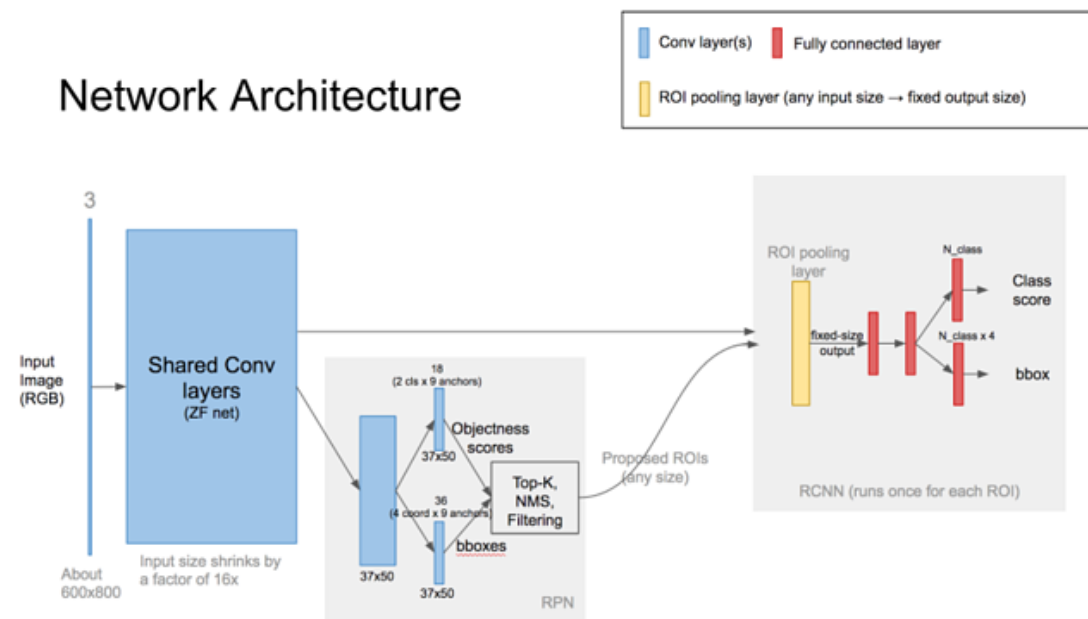 Network Architecture
Conv layer(s)
Fully connected layer
ROI pooling layer (any input size → fixed output size)
3
Input
Image
(RGB)
About
600x800
Shared Conv
layers
(ZF net)
Input size shrinks by
a factor of 16x
37x50
18
(2 cls x 9 anchors)
37x50
Objectness
scores
36
(4 coord x 9 anchors)
37x50
bboxes
Top-K,
NMS,
Filtering
RPN
Proposed ROIs
(any size)
ROI pooling
layer
fixed-size
output
N_class
Class
score
N_class x 4
bbox
RCNN (runs once for each ROI)